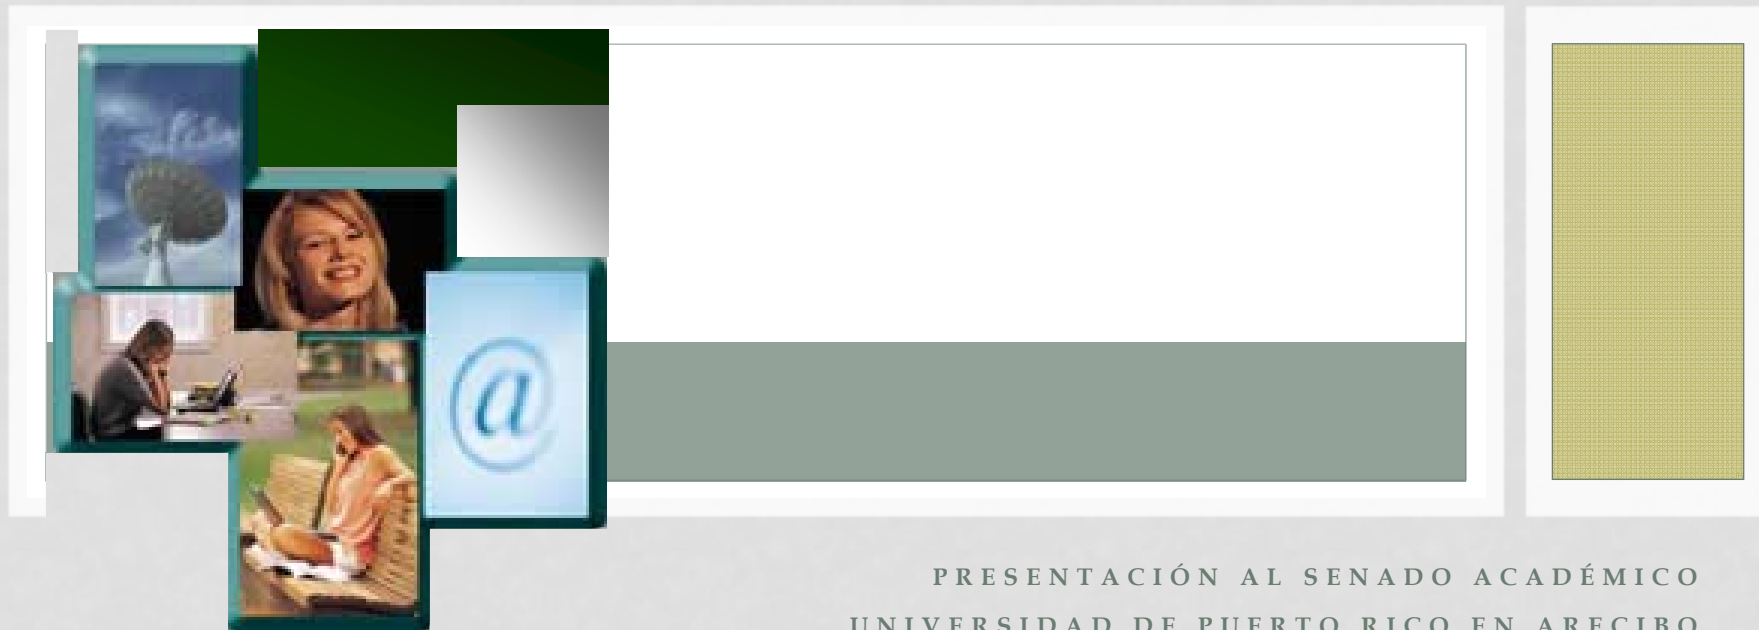 @
PRESENTACIÓN AL SENADO ACADÉMICO
UNIVERSIDAD DE PUERTO RICO EN ARECIBO